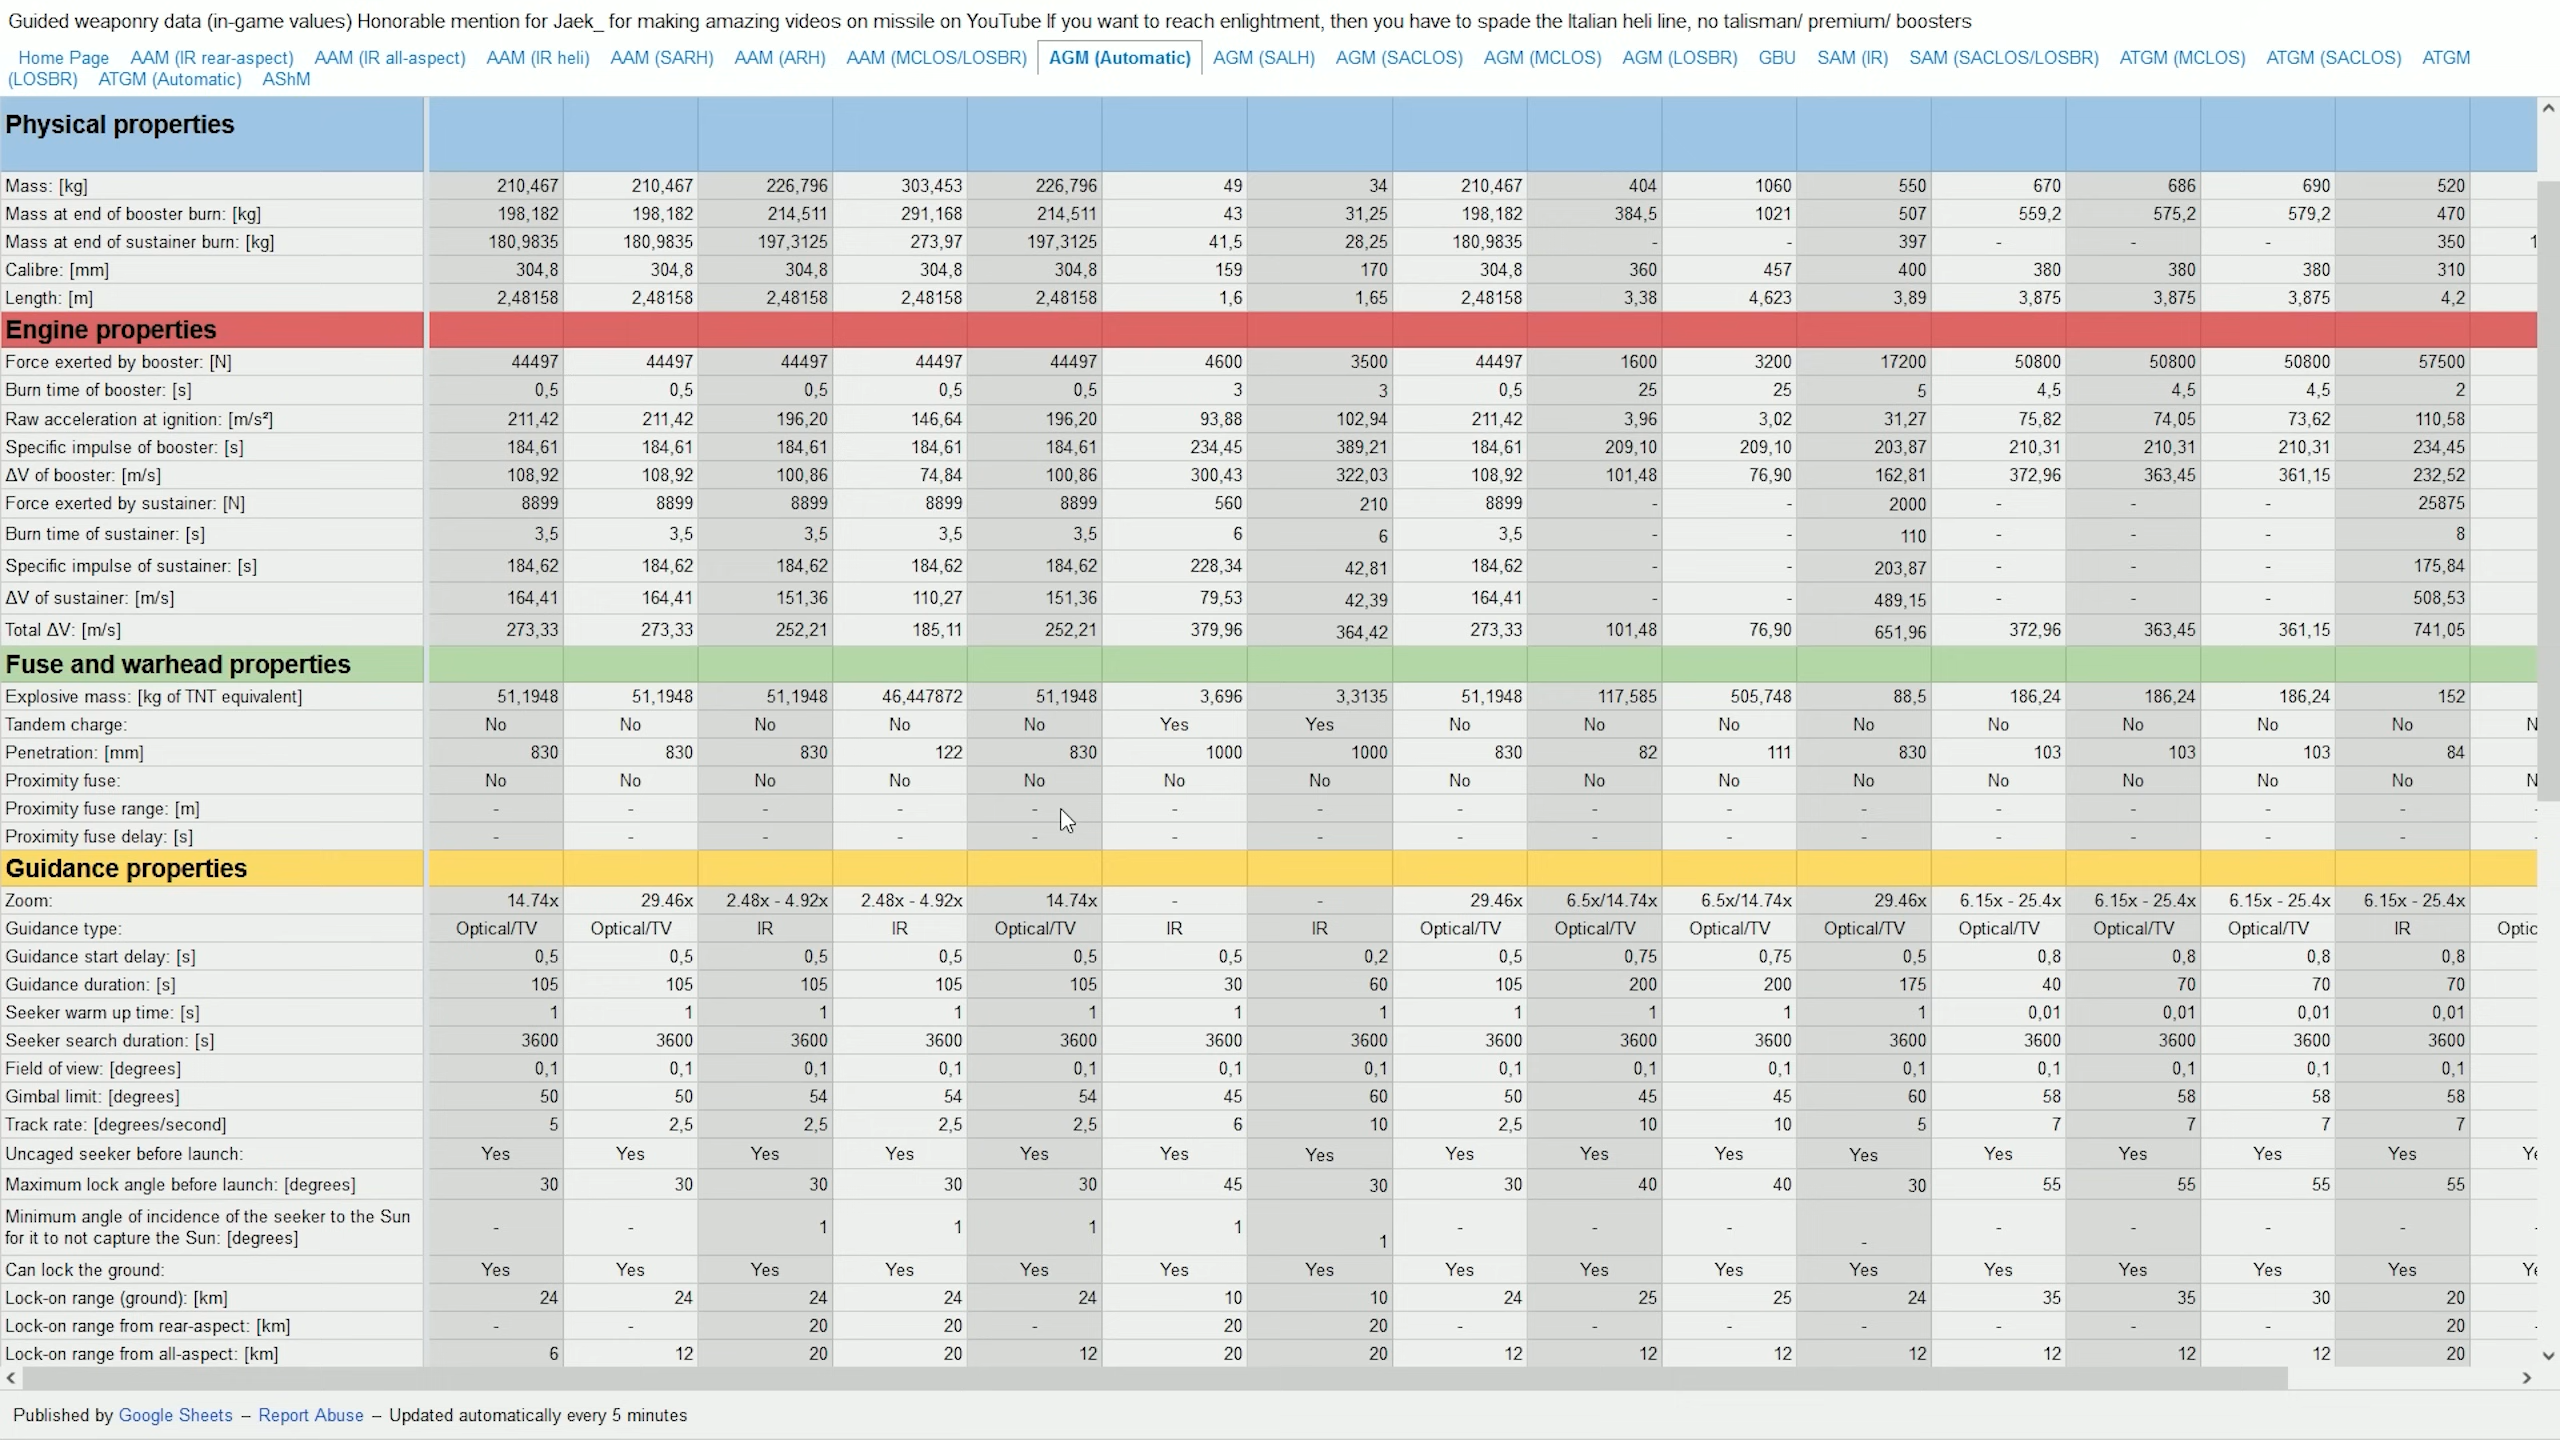 Guided weaponry data (in-game values) Honorable mention for Jaek_ for making amazing videos on missile on YouTube If you want to reach enlightment, then you have to spade the Italian heli line, no talisman/ premium/ boosters
Home Page AAM (IR rear-aspect) AAM (IR all-aspect) AAM (IR heli) AAM (SARH) AAM (ARH) AAM (MCLOS/LOSBR) AGM (Automatic) AGM (SALH) AGM (SACLOS) AGM (MCLOS) AGM (LOSBR) GBU SAM (IR) SAM (SACLOS/LOSBR) ATGM (MCLOS) ATGM (SACLOS) ATGM
(LOSBR) ATGM (Automatic) AShM
Physical properties
Mass: [kg] 210,467 210,467 226,796 303,453 226,796 49 34 210,467 404 1060 550 670 686 690 520
Mass at end of booster burn: [kg] 198,182 198,182 214,511 291,168 214,511 43 31,25 198,182 384,5 1021 507 559,2 575,2 579,2 470
Mass at end of sustainer burn: [kg] 180,9835 180,9835 197,3125 273,97 197,3125 41,5 28,25 180,9835 - - 397 - - - 350 1
Calibre: [mm] 304,8 304,8 304,8 304,8 304,8 159 170 304,8 360 457 400 380 380 380 310
Length: [m] 2,48158 2,48158 2,48158 2,48158 2,48158 1,6 1,65 2,48158 3,38 4,623 3,89 3,875 3,875 3,875 4,2
Engine properties
Force exerted by booster: [N] 44497 44497 44497 44497 44497 4600 3500 44497 1600 3200 17200 50800 50800 50800 57500
Burn time of booster: [s] 0,5 0,5 0,5 0,5 0,5 3 3 0,5 25 25 5 4,5 4,5 4,5 2
Raw acceleration at ignition: [m/s²] 211,42 211,42 196,20 146,64 196,20 93,88 102,94 211,42 3,96 3,02 31,27 75,82 74,05 73,62 110,58
Specific impulse of booster: [s] 184,61 184,61 184,61 184,61 184,61 234,45 389,21 184,61 209,10 209,10 203,87 210,31 210,31 210,31 234,45
ΔV of booster: [m/s] 108,92 108,92 100,86 74,84 100,86 300,43 322,03 108,92 101,48 76,90 162,81 372,96 363,45 361,15 232,52
Force exerted by sustainer: [N] 8899 8899 8899 8899 8899 560 210 8899 - - 2000 - - - 25875
Burn time of sustainer: [s] 3,5 3,5 3,5 3,5 3,5 6 6 3,5 - - 110 - - - 8
Specific impulse of sustainer: [s] 184,62 184,62 184,62 184,62 184,62 228,34 42,81 184,62 - - 203,87 - - - 175,84
ΔV of sustainer: [m/s] 164,41 164,41 151,36 110,27 151,36 79,53 42,39 164,41 - - 489,15 - - - 508,53
Total ΔV: [m/s] 273,33 273,33 252,21 185,11 252,21 379,96 364,42 273,33 101,48 76,90 651,96 372,96 363,45 361,15 741,05
Fuse and warhead properties
Explosive mass: [kg of TNT equivalent] 51,1948 51,1948 51,1948 46,447872 51,1948 3,696 3,3135 51,1948 117,585 505,748 88,5 186,24 186,24 186,24 152
Tandem charge: No No No No No Yes Yes No No No No No No No No N
Penetration: [mm] 830 830 830 122 830 1000 1000 830 82 111 830 103 103 103 84
Proximity fuse: No No No No No No No No No No No No No No No N
Proximity fuse range: [m] - - - - - - - - - - - - - - - -
Proximity fuse delay: [s] - - - - - - - - - - - - - - - -
Guidance properties
Zoom: 14.74x 29.46x 2.48x - 4.92x 2.48x - 4.92x 14.74x - - 29.46x 6.5x/14.74x 6.5x/14.74x 29.46x 6.15x - 25.4x 6.15x - 25.4x 6.15x - 25.4x 6.15x - 25.4x
Guidance type: Optical/TV Optical/TV IR IR Optical/TV IR IR Optical/TV Optical/TV Optical/TV Optical/TV Optical/TV Optical/TV Optical/TV IR Optic
Guidance start delay: [s] 0,5 0,5 0,5 0,5 0,5 0,5 0,2 0,5 0,75 0,75 0,5 0,8 0,8 0,8 0,8
Guidance duration: [s] 105 105 105 105 105 30 60 105 200 200 175 40 70 70 70
Seeker warm up time: [s] 1 1 1 1 1 1 1 1 1 1 1 0,01 0,01 0,01 0,01
Seeker search duration: [s] 3600 3600 3600 3600 3600 3600 3600 3600 3600 3600 3600 3600 3600 3600 3600
Field of view: [degrees] 0,1 0,1 0,1 0,1 0,1 0,1 0,1 0,1 0,1 0,1 0,1 0,1 0,1 0,1 0,1
Gimbal limit: [degrees] 50 50 54 54 54 45 60 50 45 45 60 58 58 58 58
Track rate: [degrees/second] 5 2,5 2,5 2,5 2,5 6 10 2,5 10 10 5 7 7 7 7
Uncaged seeker before launch: Yes Yes Yes Yes Yes Yes Yes Yes Yes Yes Yes Yes Yes Yes Yes Ye
Maximum lock angle before launch: [degrees] 30 30 30 30 30 45 30 30 40 40 30 55 55 55 55
Minimum angle of incidence of the seeker to the Sun
for it to not capture the Sun: [degrees] - - 1 1 1 1 1 - - - - - - - - -
Can lock the ground: Yes Yes Yes Yes Yes Yes Yes Yes Yes Yes Yes Yes Yes Yes Yes Ye
Lock-on range (ground): [km] 24 24 24 24 24 10 10 24 25 25 24 35 35 30 20
Lock-on range from rear-aspect: [km] - - 20 20 - 20 20 - - - - - - - 20 -
Lock-on range from all-aspect: [km] 6 12 20 20 12 20 20 12 12 12 12 12 12 12 20
Published by Google Sheets – Report Abuse – Updated automatically every 5 minutes